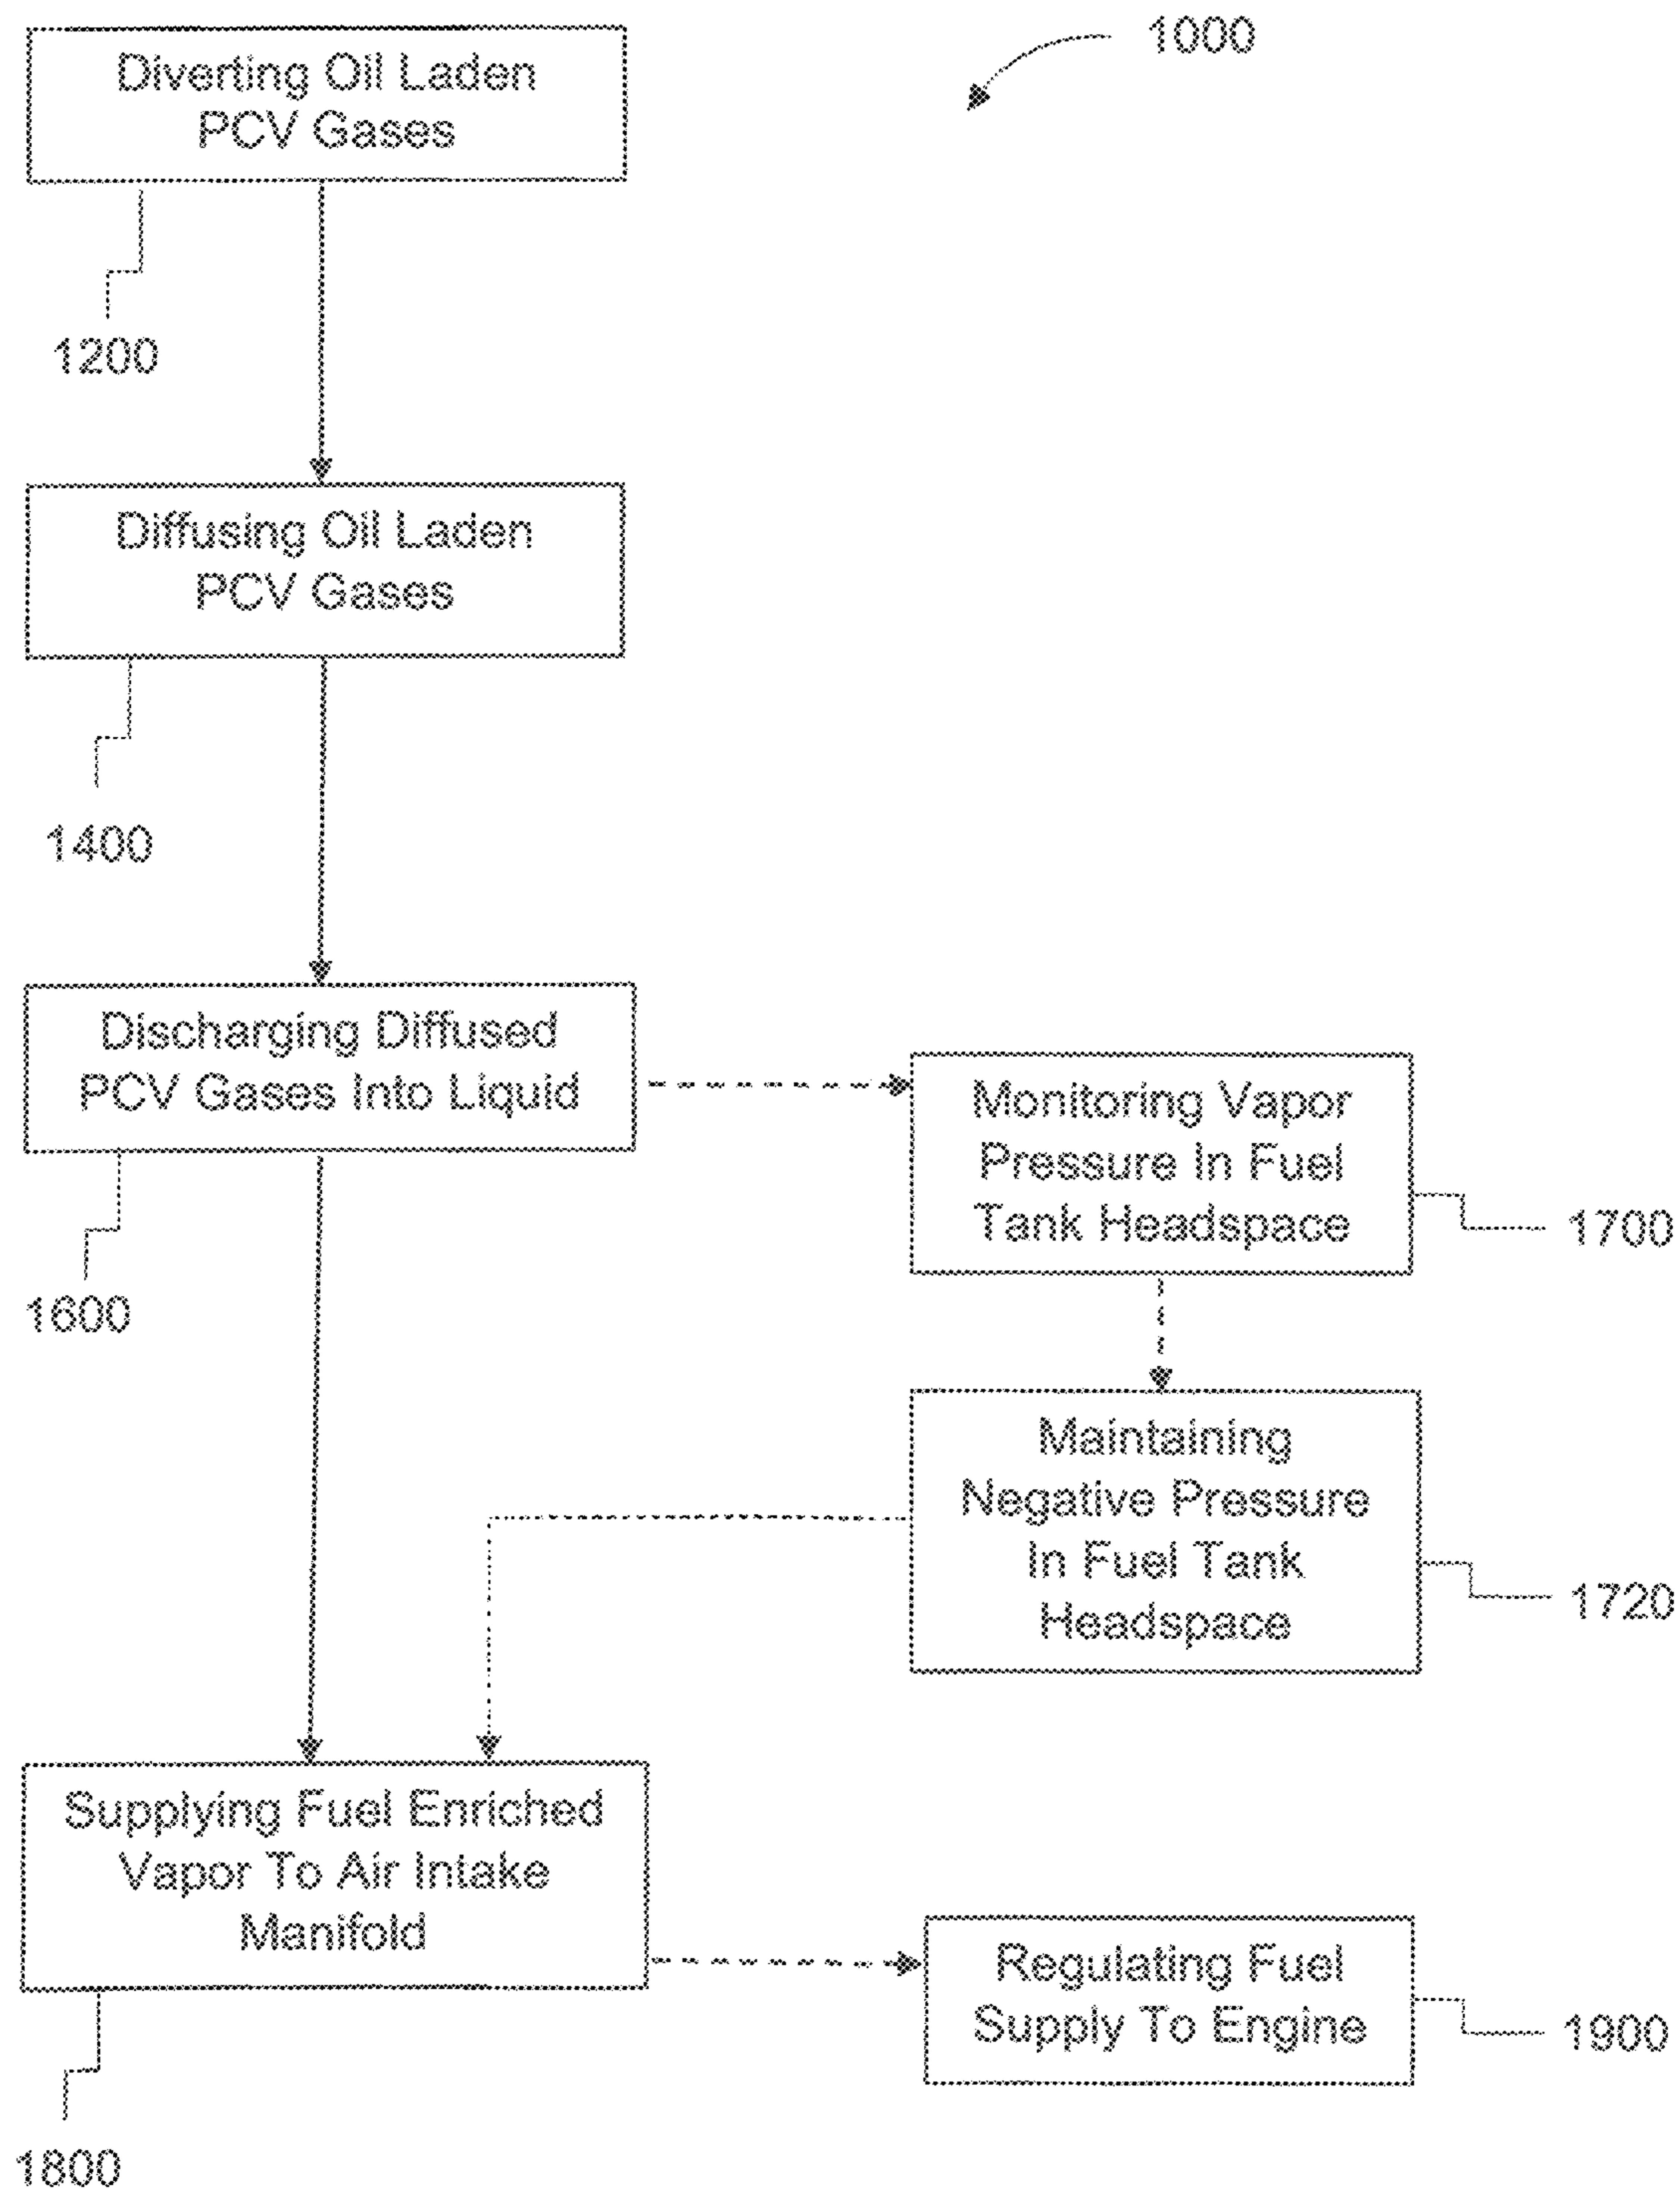 1000
Diverting Oil Laden
PCV Gases
1200
Diffusing Oil Laden
PCV Gases
1400
Discharging Diffused
PCV Gases Into Liquid
1600
Monitoring Vapor
Pressure In Fuel
Tank Headspace
1700
Maintaining
Negative Pressure
In Fuel Tank
Headspace
1720
Supplying Fuel Enriched
Vapor To Air Intake
Manifold
1800
Regulating Fuel
Supply To Engine
1900